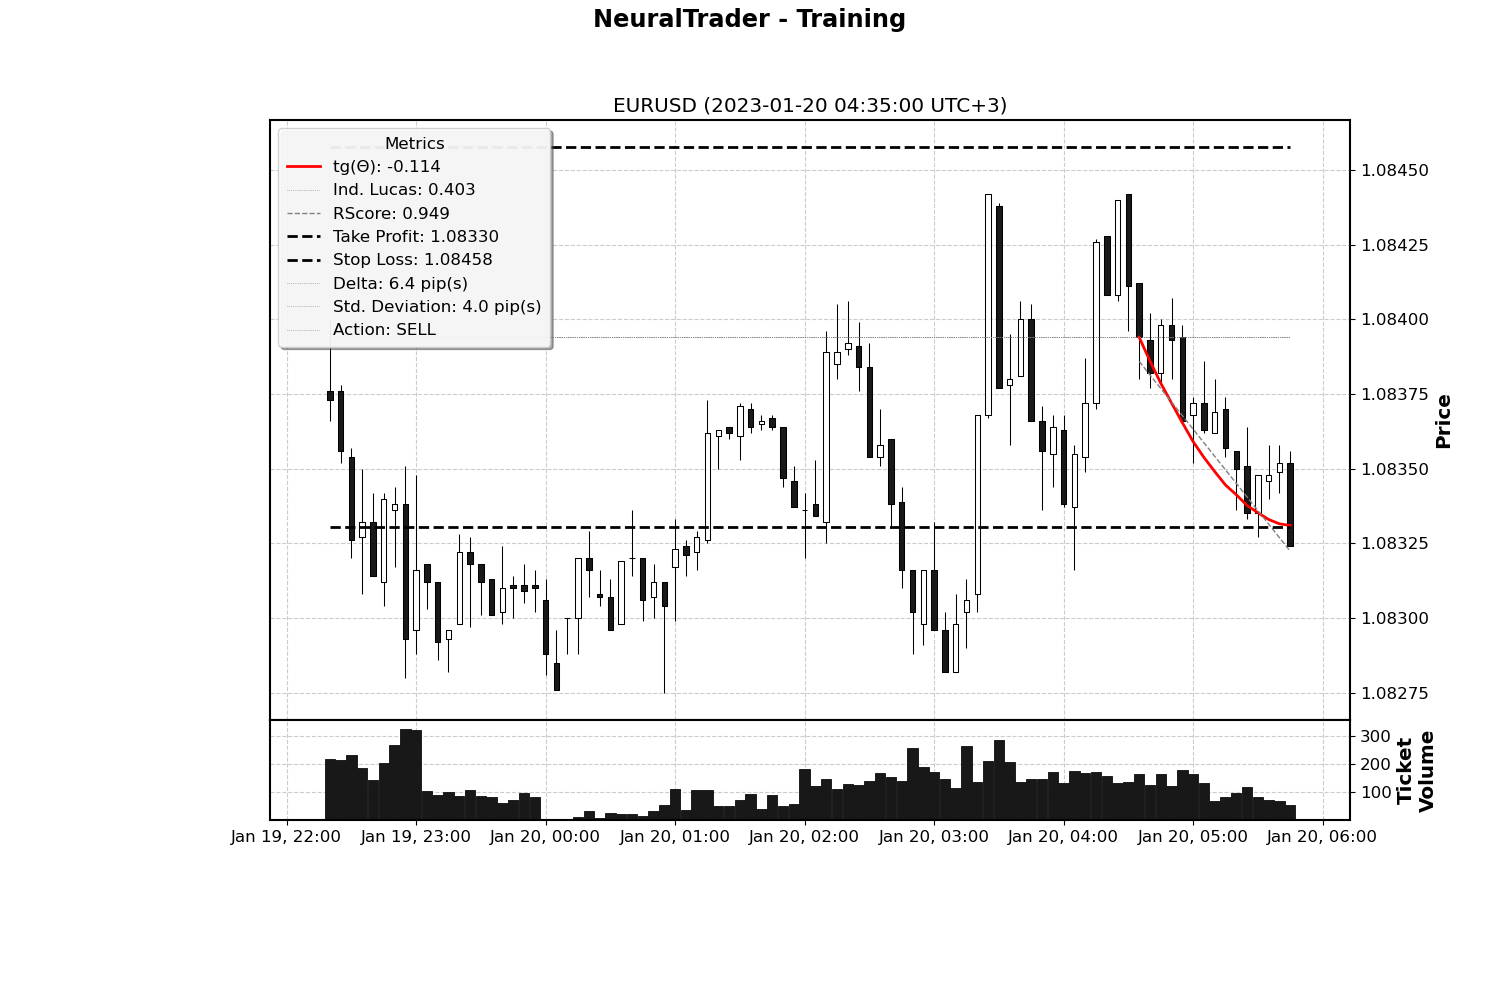 NeuralTrader - Training
EURUSD (2023-01-20 04:35:00 UTC+3)
Metrics
tg(Θ): -0.114
Ind. Lucas: 0.403
RScore: 0.949
Take Profit: 1.08330
Stop Loss: 1.08458
Delta: 6.4 pip(s)
Std. Deviation: 4.0 pip(s)
Action: SELL
1.08450
1.08425
1.08400
1.08375
1.08350
1.08325
1.08300
1.08275
Price
300
200
100
Ticket
Volume
Jan 19, 22:00 Jan 19, 23:00 Jan 20, 00:00 Jan 20, 01:00 Jan 20, 02:00 Jan 20, 03:00 Jan 20, 04:00 Jan 20, 05:00 Jan 20, 06:00